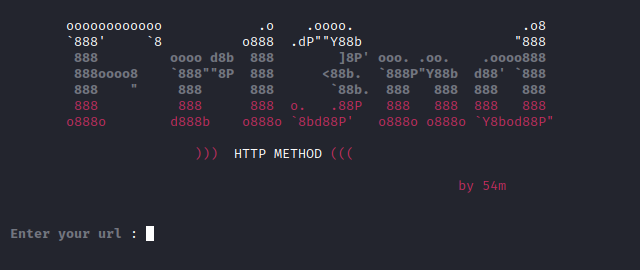 oooooooooooo            .o    .oooo.                     .o8
`888'     `8          o888  .dP""Y88b                   "888
 888         oooo d8b  888        ]8P' ooo. .oo.    .oooo888
 888oooo8    `888""8P  888      <88b.  `888P"Y88b  d88' `888
 888    "     888      888       `88b.  888   888  888   888
 888          888      888  o.   .88P   888   888  888   888
o888o        d888b    o888o `8bd88P'   o888o o888o `Y8bod88P"
))) HTTP METHOD (((
by 54m
Enter your url :